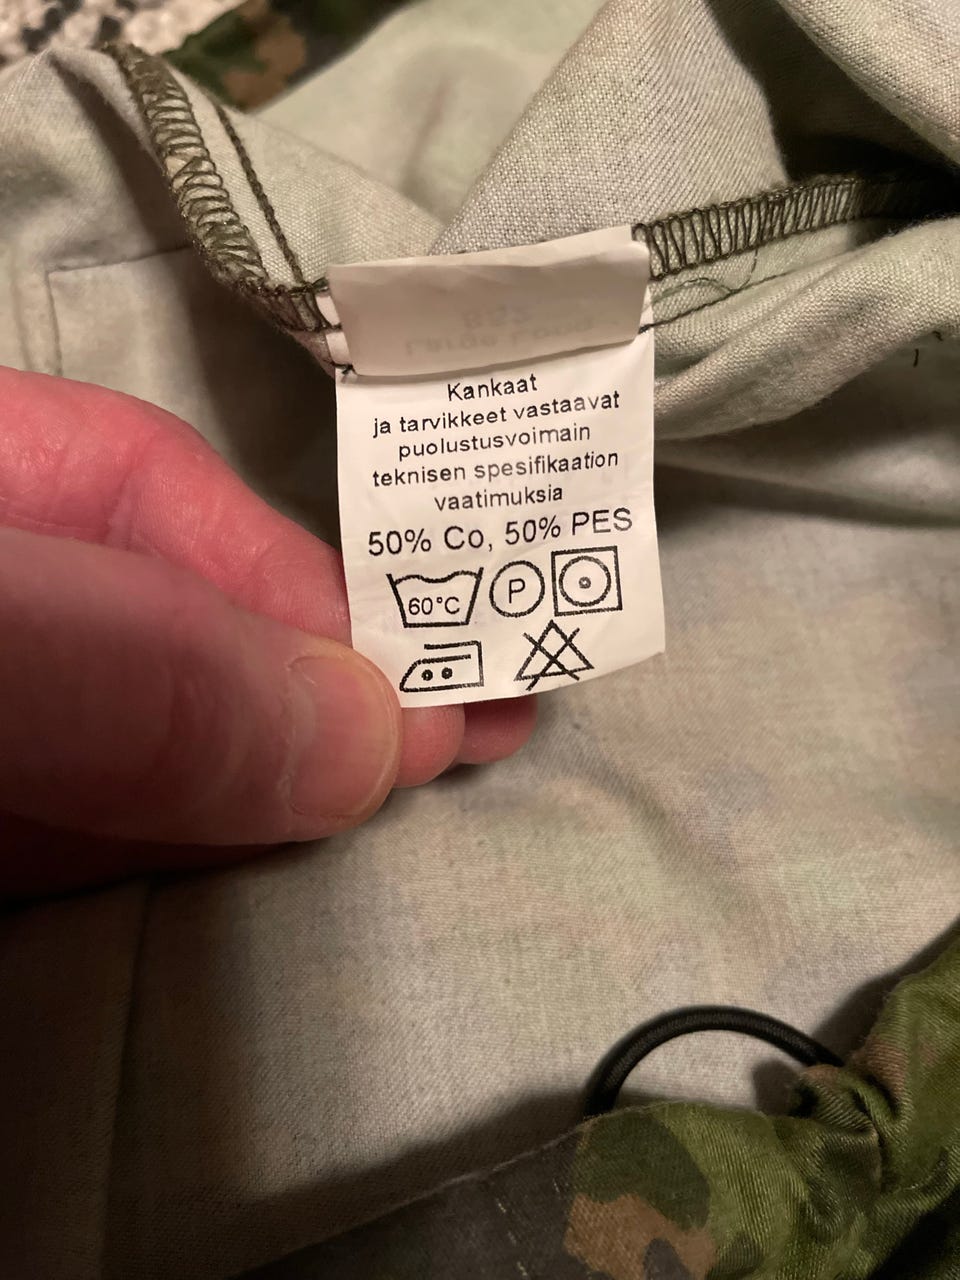 Kankaat
ja tarvikkeet vastaavat
puolustusvoimain
teknisen spesifikaation
vaatimuksia
50% Co, 50% PES
60°C P